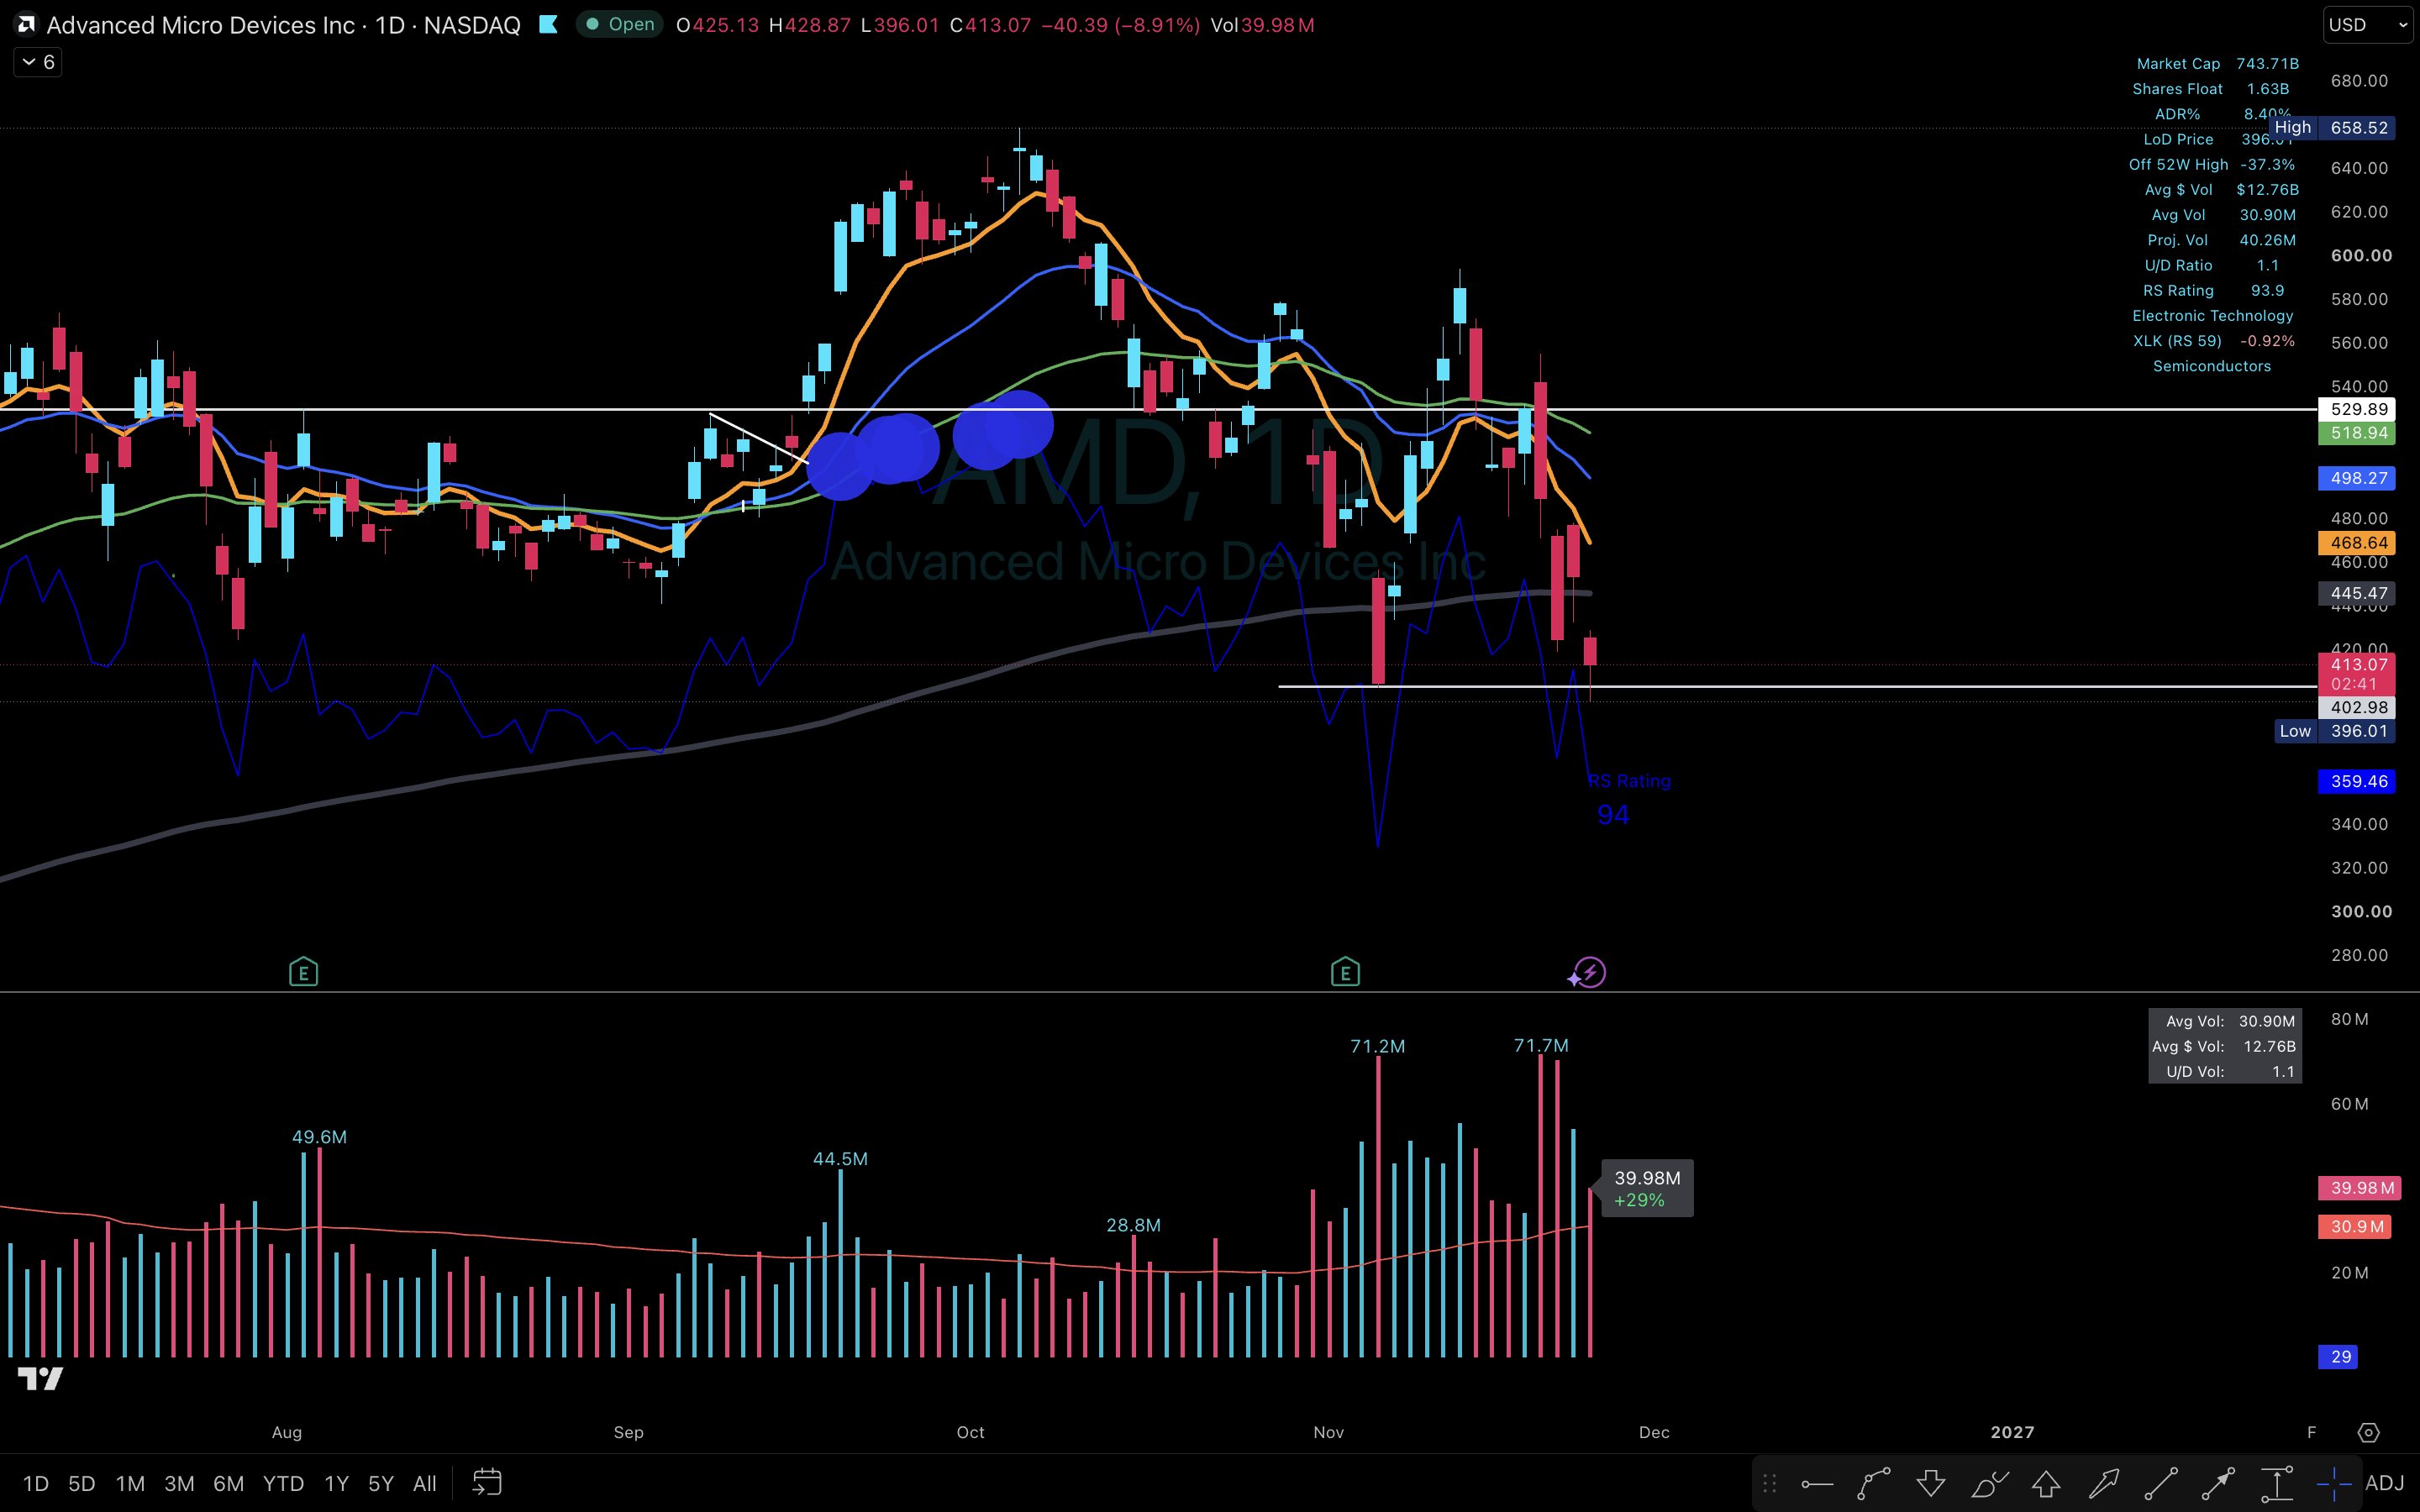 Advanced Micro Devices Inc · 1D · NASDAQ Open O425.13 H428.87 L396.01 C413.07 −40.39 (−8.91%) Vol39.98 M
USD
6
Market Cap 743.71B
Shares Float 1.63B
ADR% 8.40%
LoD Price 396.01
Off 52W High -37.3%
Avg $ Vol $12.76B
Avg Vol 30.90M
Proj. Vol 40.26M
U/D Ratio 1.1
RS Rating 93.9
Electronic Technology
XLK (RS 59) -0.92%
Semiconductors
680.00
High 658.52
640.00
620.00
600.00
580.00
560.00
540.00
529.89
518.94
498.27
480.00
468.64
460.00
445.47
440.00
420.00
413.07
02:41
402.98
Low 396.01
359.46
340.00
320.00
300.00
280.00
AMD, 1D
Advanced Micro Devices Inc
RS Rating
94
E
E
Avg Vol: 30.90M
Avg $ Vol: 12.76B
U/D Vol: 1.1
80 M
60 M
39.98 M
30.9 M
20 M
29
49.6M
44.5M
28.8M
71.2M
71.7M
39.98M
+29%
Aug Sep Oct Nov Dec 2027 F
1D 5D 1M 3M 6M YTD 1Y 5Y All
ADJ